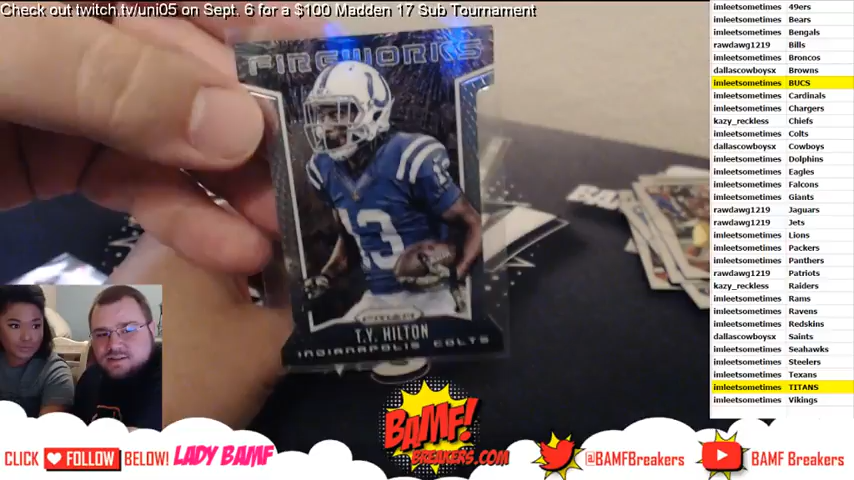 Check out twitch.tv/uni05 on Sept. 6 for a $100 Madden 17 Sub Tournament
FIREWORKS
13
PRIZM
T.Y. HILTON
INDIANAPOLIS COLTS
imleetsometimes 49ers
imleetsometimes Bears
imleetsometimes Bengals
rawdawg1219 Bills
imleetsometimes Broncos
dallascowboysx Browns
imleetsometimes BUCS
imleetsometimes Cardinals
imleetsometimes Chargers
kazy_reckless Chiefs
imleetsometimes Colts
dallascowboysx Cowboys
imleetsometimes Dolphins
imleetsometimes Eagles
imleetsometimes Falcons
imleetsometimes Giants
rawdawg1219 Jaguars
rawdawg1219 Jets
imleetsometimes Lions
imleetsometimes Packers
imleetsometimes Panthers
rawdawg1219 Patriots
kazy_reckless Raiders
imleetsometimes Rams
imleetsometimes Ravens
imleetsometimes Redskins
dallascowboysx Saints
imleetsometimes Seahawks
imleetsometimes Steelers
imleetsometimes Texans
imleetsometimes TITANS
imleetsometimes Vikings
CLICK FOLLOW BELOW! LADY BAMF
BAMF!
BREAKERS.COM
@BAMFBreakers
BAMF Breakers